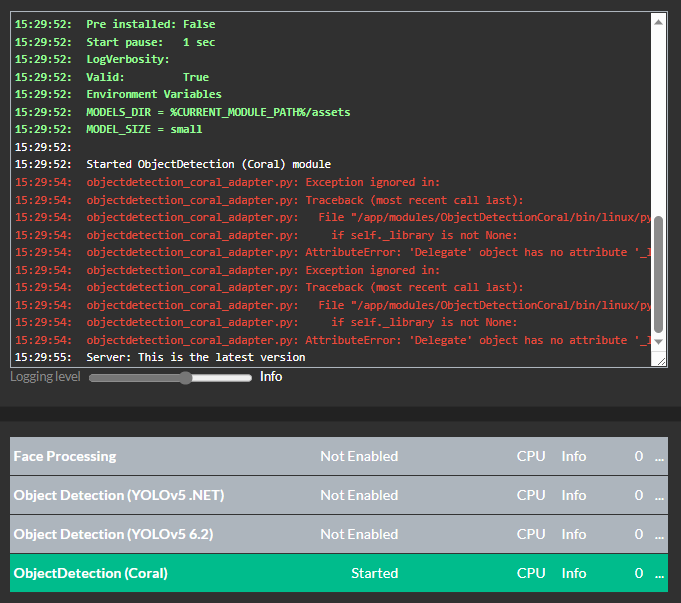 15:29:52: Pre installed: False
15:29:52: Start pause: 1 sec
15:29:52: LogVerbosity:
15:29:52: Valid: True
15:29:52: Environment Variables
15:29:52: MODELS_DIR = %CURRENT_MODULE_PATH%/assets
15:29:52: MODEL_SIZE = small
15:29:52:
15:29:52: Started ObjectDetection (Coral) module
15:29:54: objectdetection_coral_adapter.py: Exception ignored in:
15:29:54: objectdetection_coral_adapter.py: Traceback (most recent call last):
15:29:54: objectdetection_coral_adapter.py: File "/app/modules/ObjectDetectionCoral/bin/linux/py
15:29:54: objectdetection_coral_adapter.py: if self._library is not None:
15:29:54: objectdetection_coral_adapter.py: AttributeError: 'Delegate' object has no attribute '_l
15:29:54: objectdetection_coral_adapter.py: Exception ignored in:
15:29:54: objectdetection_coral_adapter.py: Traceback (most recent call last):
15:29:54: objectdetection_coral_adapter.py: File "/app/modules/ObjectDetectionCoral/bin/linux/py
15:29:54: objectdetection_coral_adapter.py: if self._library is not None:
15:29:54: objectdetection_coral_adapter.py: AttributeError: 'Delegate' object has no attribute '_l
15:29:55: Server: This is the latest version
Logging level Info
Face Processing Not Enabled CPU Info 0 ...
Object Detection (YOLOv5 .NET) Not Enabled CPU Info 0 ...
Object Detection (YOLOv5 6.2) Not Enabled CPU Info 0 ...
ObjectDetection (Coral) Started CPU Info 0 ...